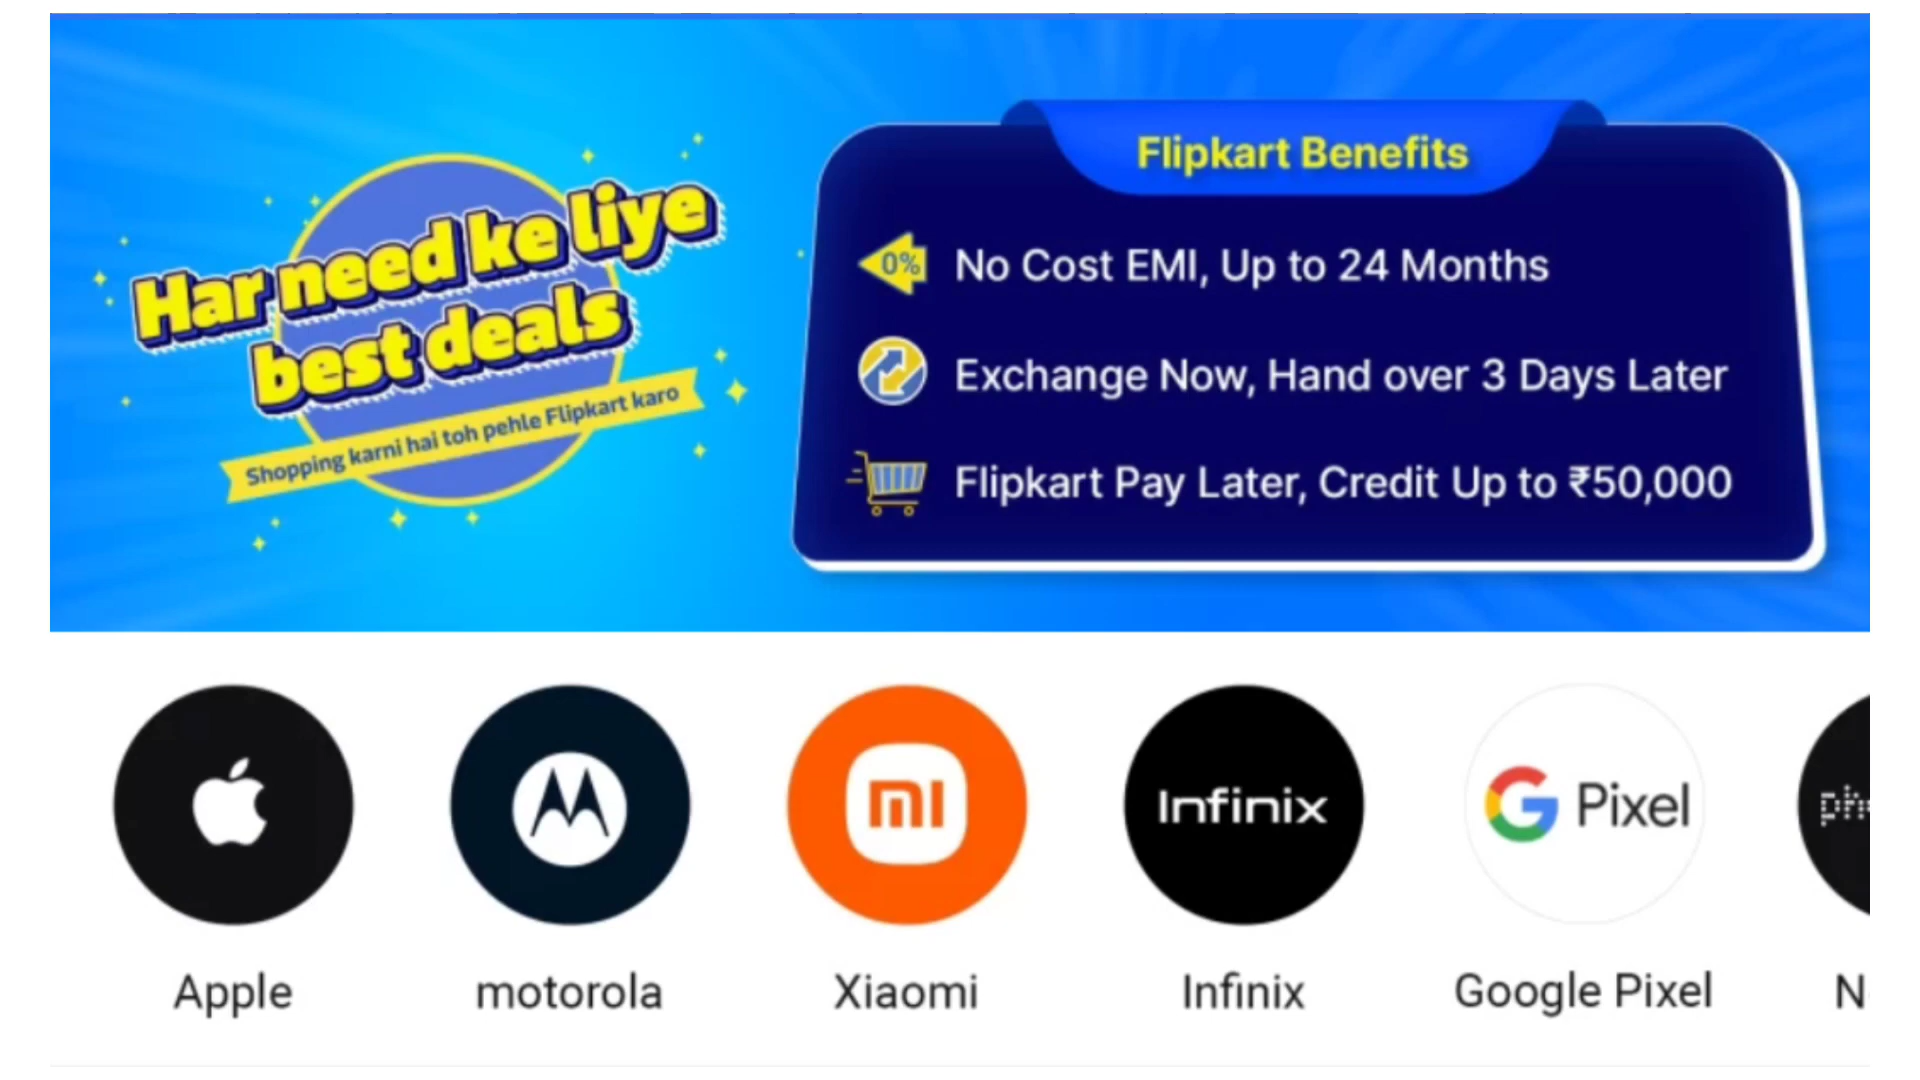 Har need ke liye
best deals
Shopping karni hai toh pehle Flipkart karo
Flipkart Benefits
0%
No Cost EMI, Up to 24 Months
Exchange Now, Hand over 3 Days Later
Flipkart Pay Later, Credit Up to ₹50,000
mi
Infinix
G Pixel
Apple
motorola
Xiaomi
Infinix
Google Pixel